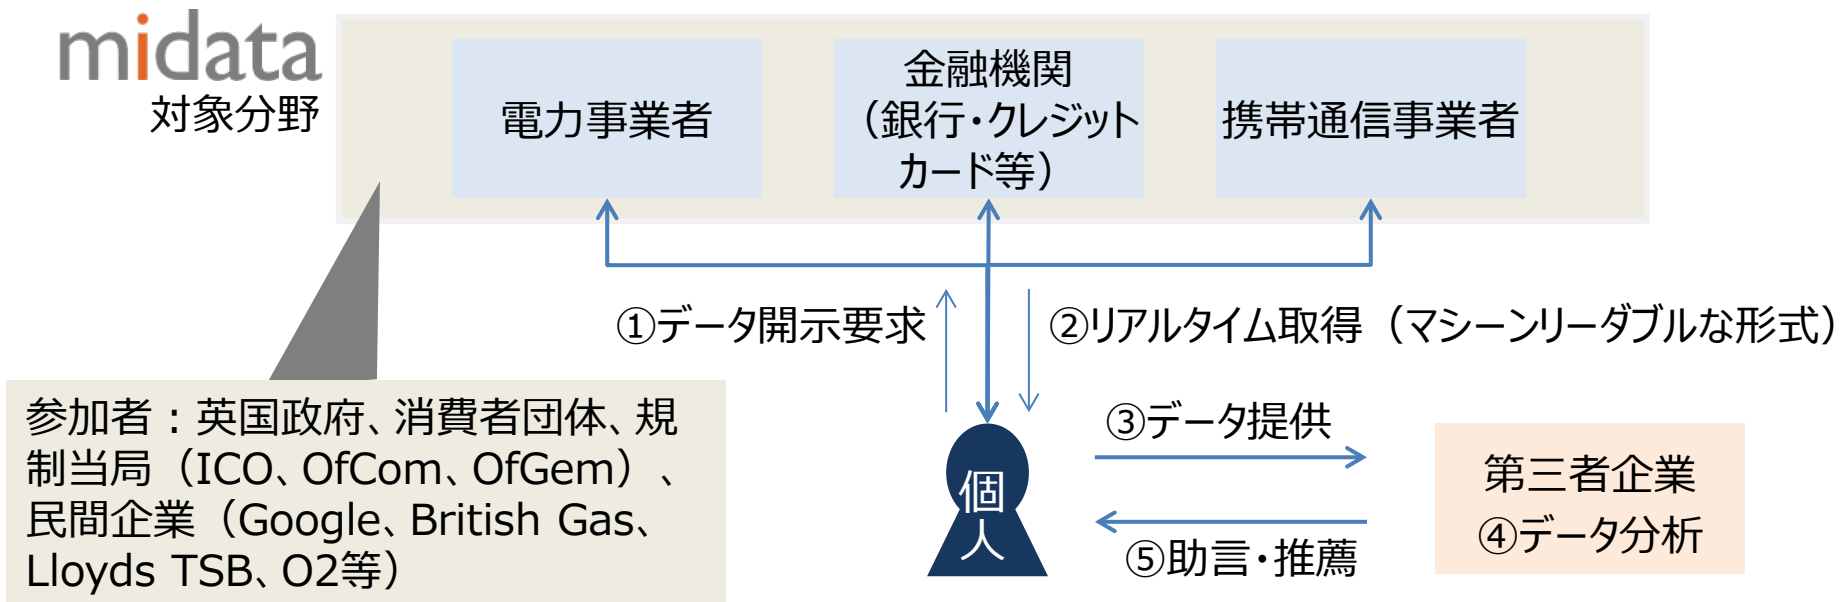 midata
対象分野
電力事業者
金融機関
（銀行・クレジット
カード等）
携帯通信事業者
①データ開示要求
②リアルタイム取得（マシーンリーダブルな形式）
参加者：英国政府、消費者団体、規
制当局（ICO、OfCom、OfGem）、
民間企業（Google、British Gas、
Lloyds TSB、O2等）
個
人
③データ提供
⑤助言・推薦
第三者企業
④データ分析